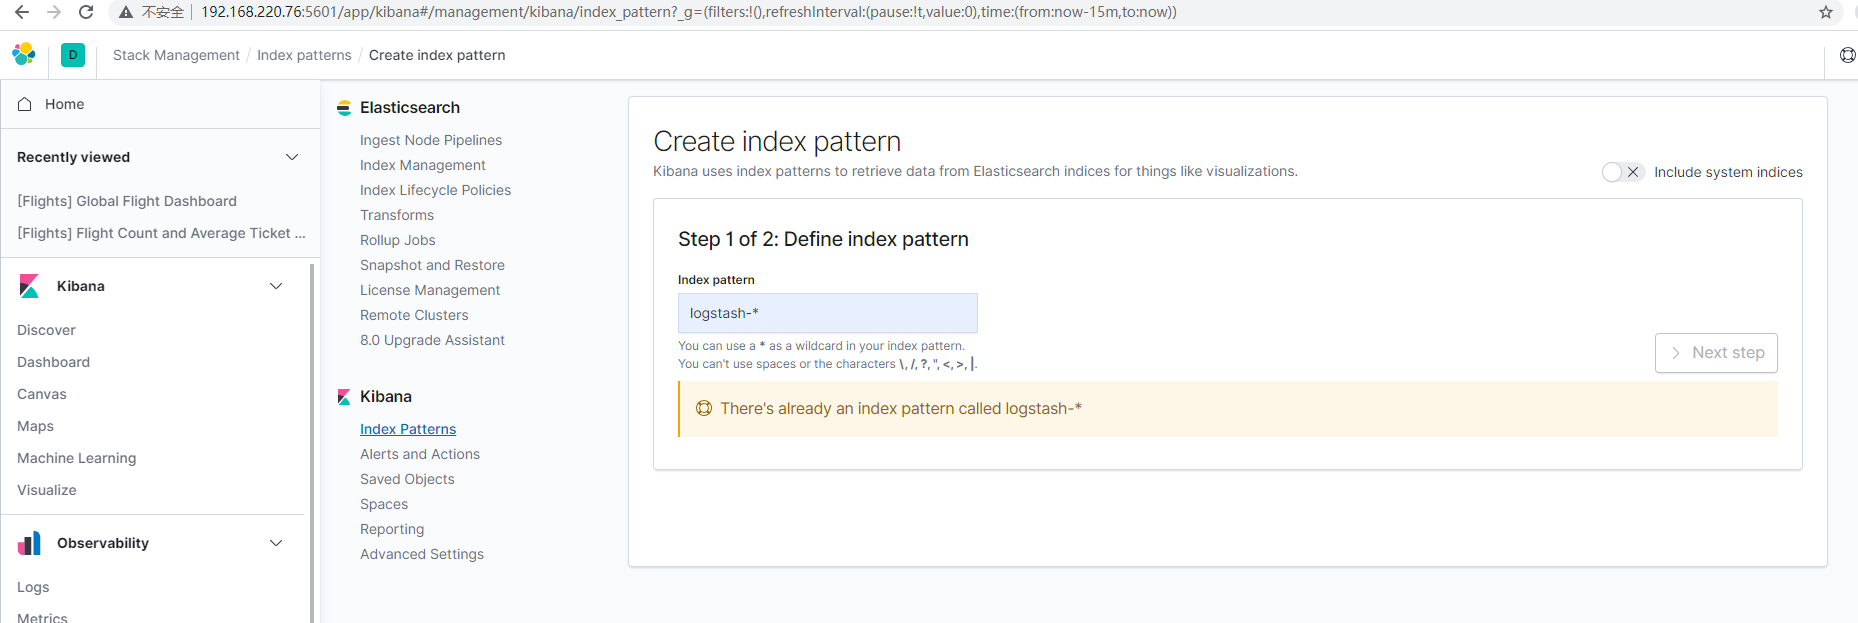 不安全 192.168.220.76:5601/app/kibana#/management/kibana/index_pattern?_g=(filters:!(),refreshInterval:(pause:!t,value:0),time:(from:now-15m,to:now))
D Stack Management / Index patterns / Create index pattern
Home
Recently viewed
[Flights] Global Flight Dashboard
[Flights] Flight Count and Average Ticket ...
Kibana
Discover
Dashboard
Canvas
Maps
Machine Learning
Visualize
Observability
Logs
Metrics
Elasticsearch
Ingest Node Pipelines
Index Management
Index Lifecycle Policies
Transforms
Rollup Jobs
Snapshot and Restore
License Management
Remote Clusters
8.0 Upgrade Assistant
Kibana
Index Patterns
Alerts and Actions
Saved Objects
Spaces
Reporting
Advanced Settings
Create index pattern
Kibana uses index patterns to retrieve data from Elasticsearch indices for things like visualizations.
Include system indices
Step 1 of 2: Define index pattern
Index pattern
logstash-*
You can use a * as a wildcard in your index pattern.
You can't use spaces or the characters \, /, ?, ", <, >, |.
Next step
There's already an index pattern called logstash-*